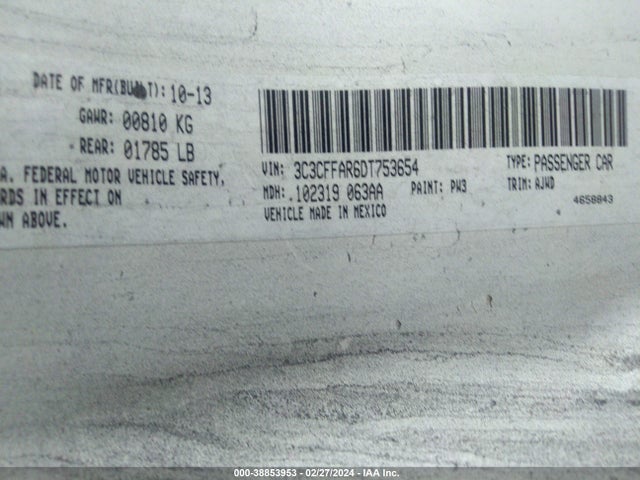 DATE OF MFR(BUILT): 10-13
GAWR: 00810 KG
REAR: 01785 LB
A. FEDERAL MOTOR VEHICLE SAFETY,
RDS IN EFFECT ON
WN ABOVE.
VIN: 3C3CFFAR6DT753654
TYPE: PASSENGER CAR
MDH: 102319 063AA
PAINT: PW3
TRIM: AJWD
VEHICLE MADE IN MEXICO
4658843
000-38853953 - 02/27/2024 - IAA Inc.